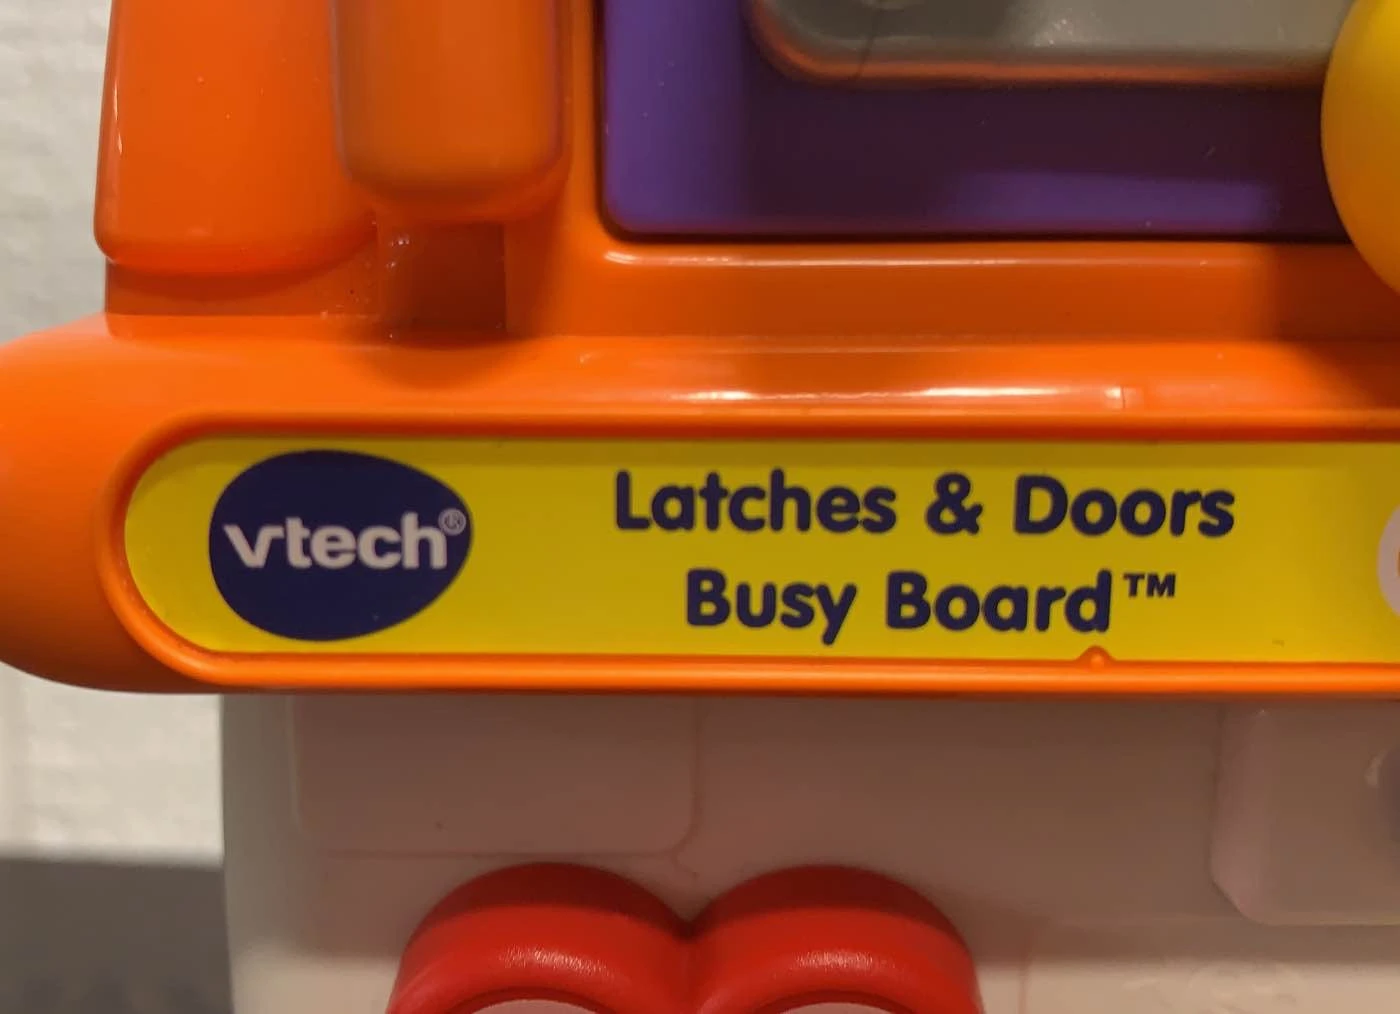 vtech®
Latches & Doors
Busy Board™